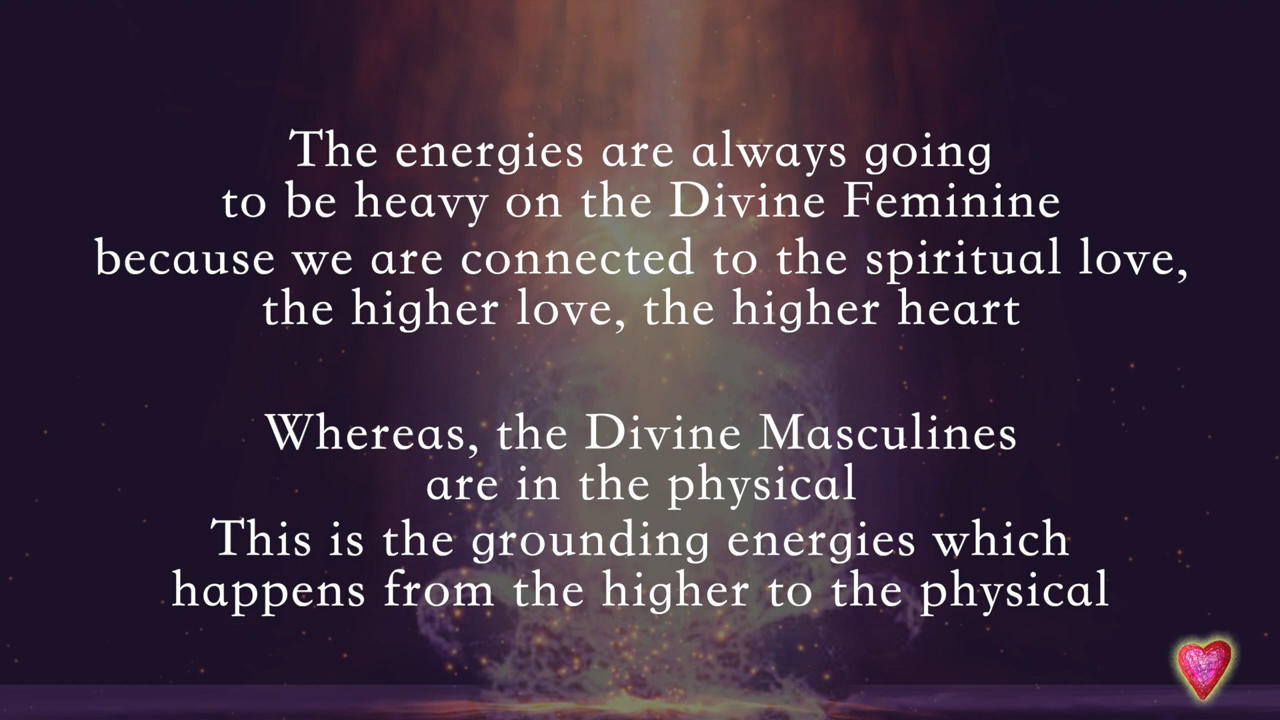 The energies are always going
to be heavy on the Divine Feminine
because we are connected to the spiritual love,
the higher love, the higher heart
Whereas, the Divine Masculines
are in the physical
This is the grounding energies which
happens from the higher to the physical